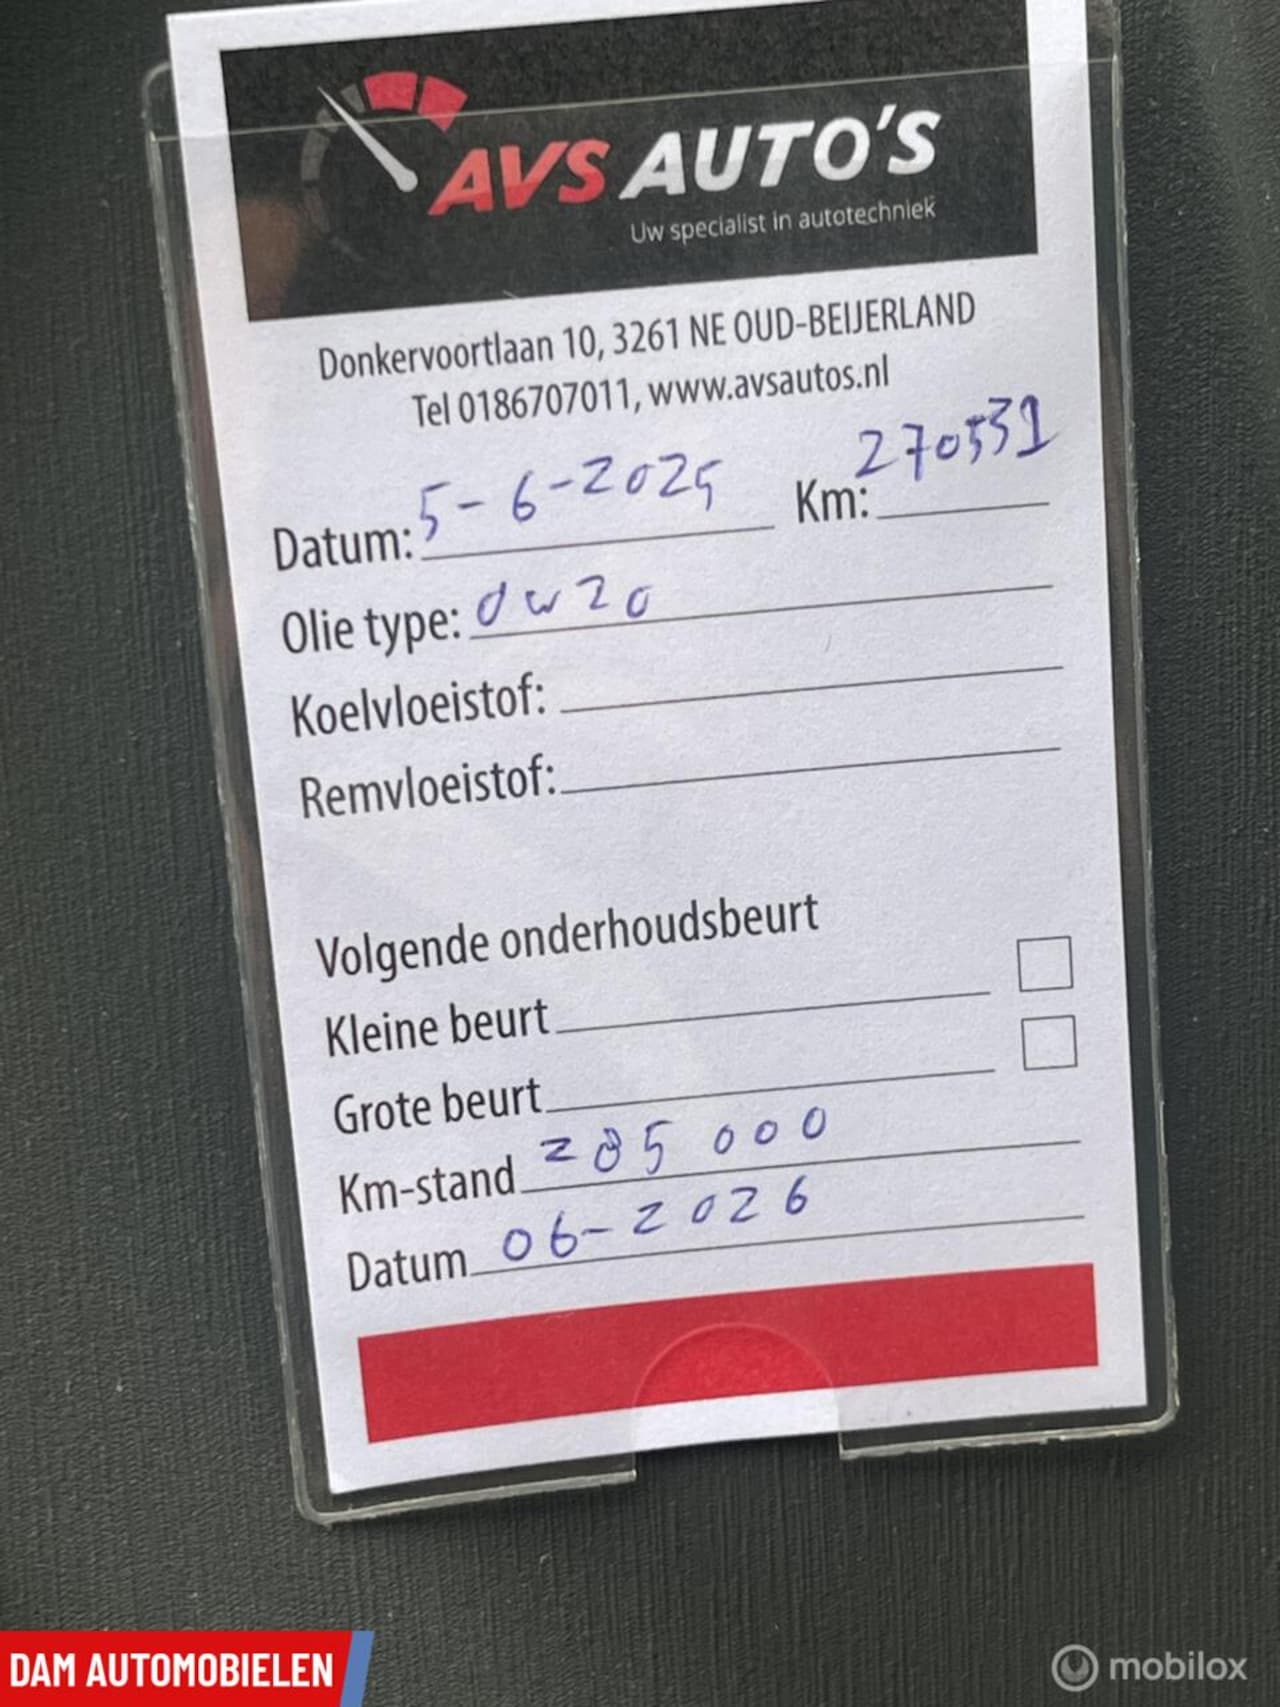 AVS AUTO'S
Uw specialist in autotechniek
Donkervoortlaan 10, 3261 NE OUD-BEIJERLAND
Tel 0186707011, www.avsautos.nl
Datum: 5-6-2025 Km: 270531
Olie type: 0w20
Koelvloeistof:
Remvloeistof:
Volgende onderhoudsbeurt
Kleine beurt
Grote beurt
Km-stand 285 000
Datum 06-2026
DAM AUTOMOBIELEN
mobilox